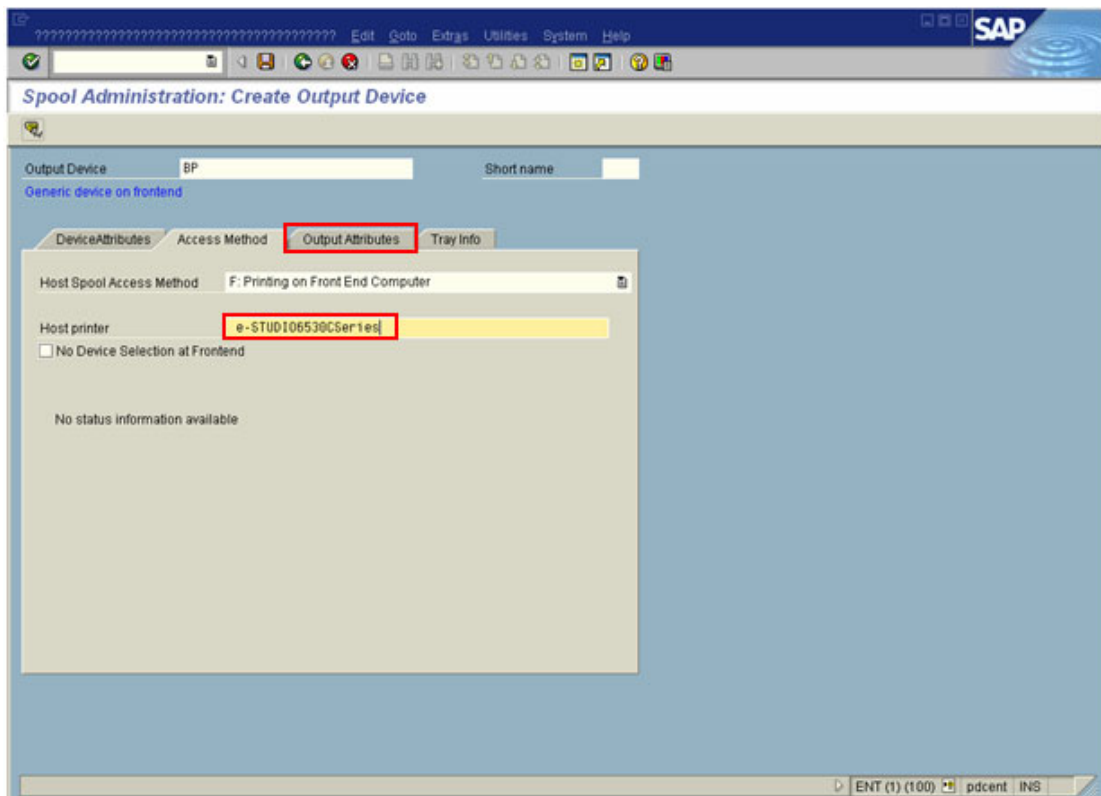 ???????????????????????????????????????? Edit Goto Extras Utilities System Help
SAP
Spool Administration: Create Output Device
Output Device BP Short name
Generic device on frontend
DeviceAttributes Access Method Output Attributes Tray Info
Host Spool Access Method F: Printing on Front End Computer
Host printer e-STUDIO6530CSeries
No Device Selection at Frontend
No status information available
ENT (1) (100) pdcent INS